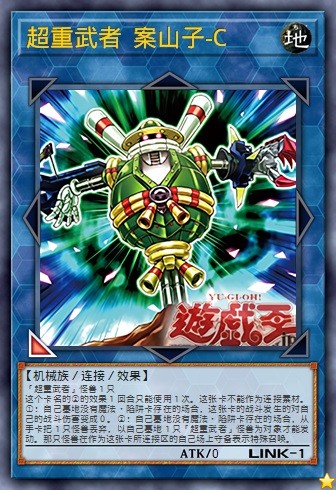 超重武者 案山子-C
地
YU-GI-OH!
遊戯王
【机械族／连接／效果】
「超重武者」怪兽1只
这个卡名的②的效果1回合只能使用1次。这张卡不能作为连接素材。
①：自己墓地没有魔法·陷阱卡存在的场合，这张卡的战斗发生的对自己的战斗伤害变成0。②：自己墓地没有魔法·陷阱卡存在的场合，从手把1只怪兽丢弃，以自己墓地1只「超重武者」怪兽为对象才能发动。那只怪兽在作为这张卡所连接区的自己场上守备表示特殊召唤。
ATK/0 LINK-1